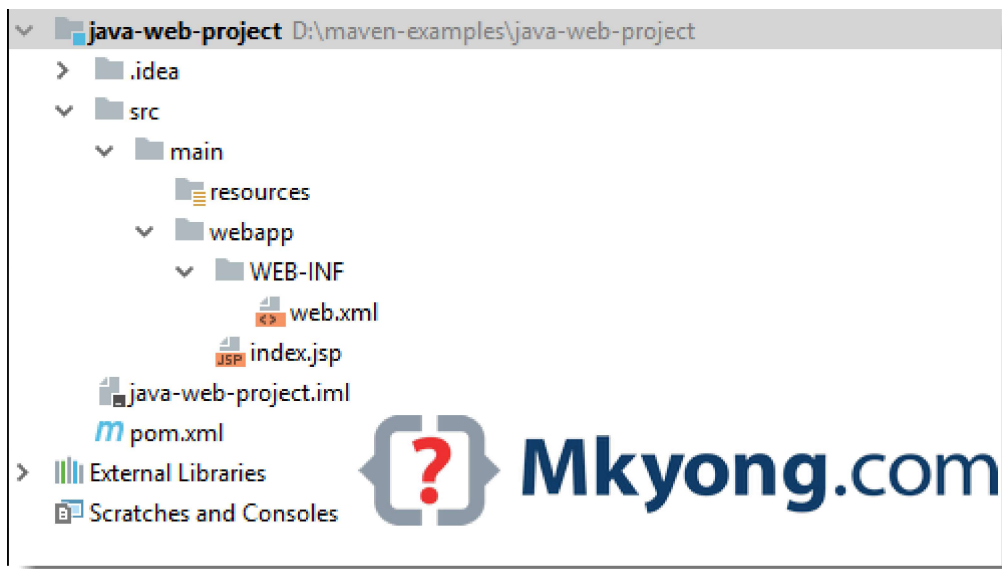 java-web-project D:\maven-examples\java-web-project
.idea
src
main
resources
webapp
WEB-INF
<> web.xml
JSP index.jsp
java-web-project.iml
m pom.xml
External Libraries
Scratches and Consoles
{?} Mkyong.com